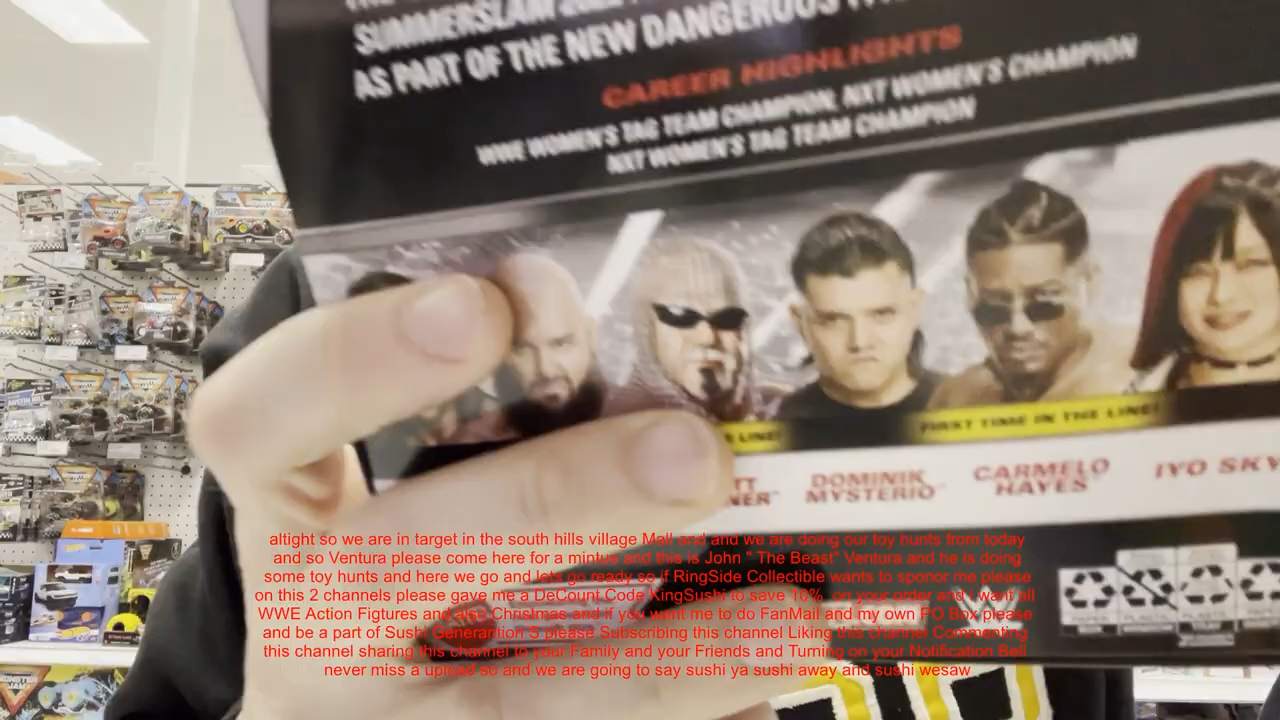 SUMMERSLAM
AS PART OF THE NEW DANGEROUS
CAREER HIGHLIGHTS
WWE WOMEN'S TAG TEAM CHAMPION, NXT WOMEN'S CHAMPION
NXT WOMEN'S TAG TEAM CHAMPION
LINE!
FIRST TIME IN THE LINE!
DOMINIK
MYSTERIO
CARMELO
HAYES
IYO SKY
altight so we are in target in the south hills village Mall and and we are doing our toy hunts from today
and so Ventura please come here for a mintus and this is John " The Beast" Ventura and he is doing
some toy hunts and here we go and lets go ready so if RingSide Collectible wants to sponor me please
on this 2 channels please gave me a DeCount Code KingSushi to save 10% on your order and i want all
WWE Action Figtures and also Christmas and if you want me to do FanMail and my own PO Box please
and be a part of Sushi Generantion S please Subscribing this channel Liking this channel Commenting
this channel sharing this channel to your Family and your Friends and Turning on your Notification Bell
never miss a upload so and we are going to say sushi ya sushi away and sushi wesaw